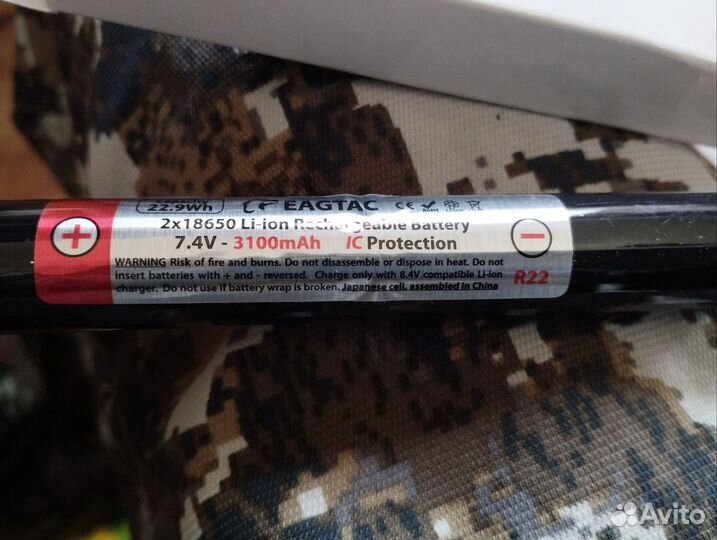 22.9Wh EAGTAC CE RoHS
2x18650 Li-ion Rechargeable Battery
7.4V - 3100mAh IC Protection
WARNING Risk of fire and burns. Do not disassemble or dispose in heat. Do not
insert batteries with + and - reversed. Charge only with 8.4V compatible Li-ion
charger. Do not use if battery wrap is broken. Japanese cell, assembled In China
R22
Avito